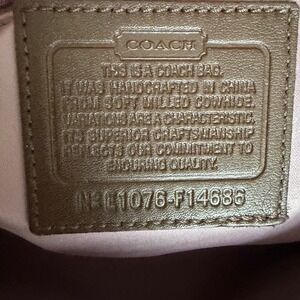 COACH
THIS IS A COACH BAG.
IT WAS HANDCRAFTED IN CHINA
FROM SOFT MILLED COWHIDE.
VARIATIONS ARE A CHARACTERISTIC.
ITS SUPERIOR CRAFTSMANSHIP
REFLECTS OUR COMMITMENT TO
ENDURING QUALITY.
1076-F14686